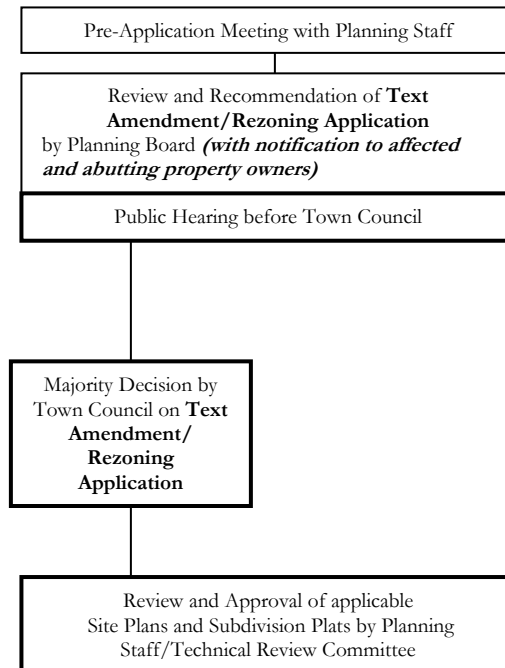 Pre-Application Meeting with Planning Staff
Review and Recommendation of Text
Amendment/Rezoning Application
by Planning Board (with notification to affected
and abutting property owners)
Public Hearing before Town Council
Majority Decision by
Town Council on Text
Amendment/
Rezoning
Application
Review and Approval of applicable
Site Plans and Subdivision Plats by Planning
Staff/Technical Review Committee